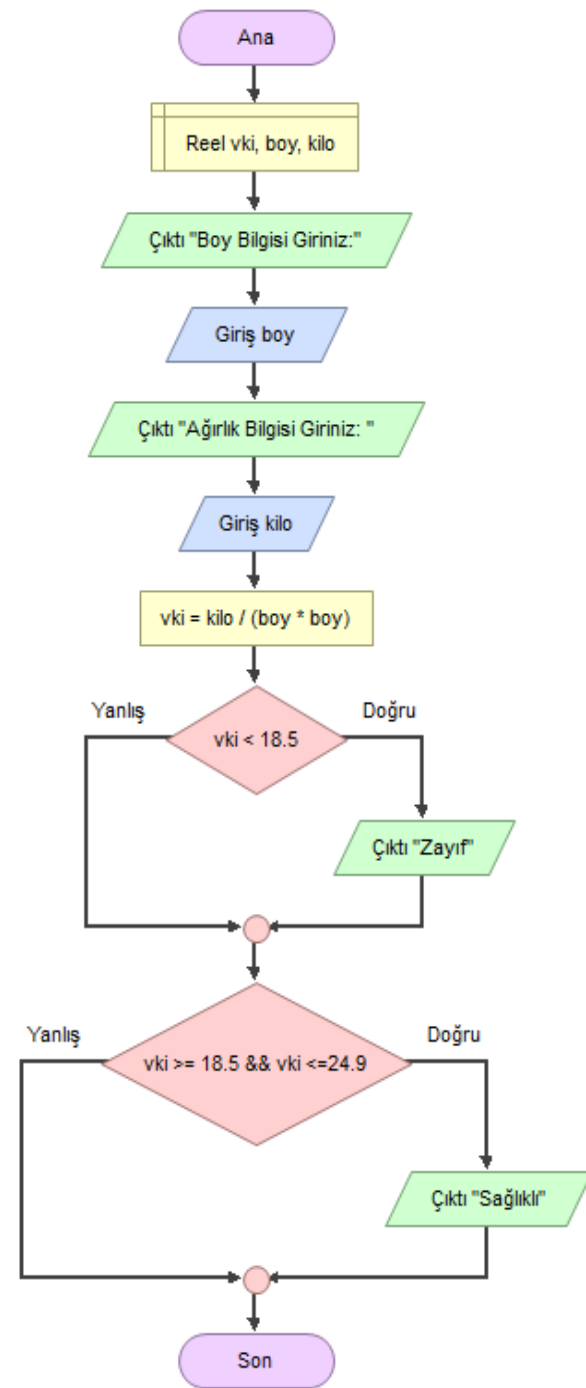 Ana
Reel vki, boy, kilo
Çıktı "Boy Bilgisi Giriniz:"
Giriş boy
Çıktı "Ağırlık Bilgisi Giriniz: "
Giriş kilo
vki = kilo / (boy * boy)
Yanlış
Doğru
vki < 18.5
Çıktı "Zayıf"
Yanlış
Doğru
vki >= 18.5 && vki <=24.9
Çıktı "Sağlıklı"
Son